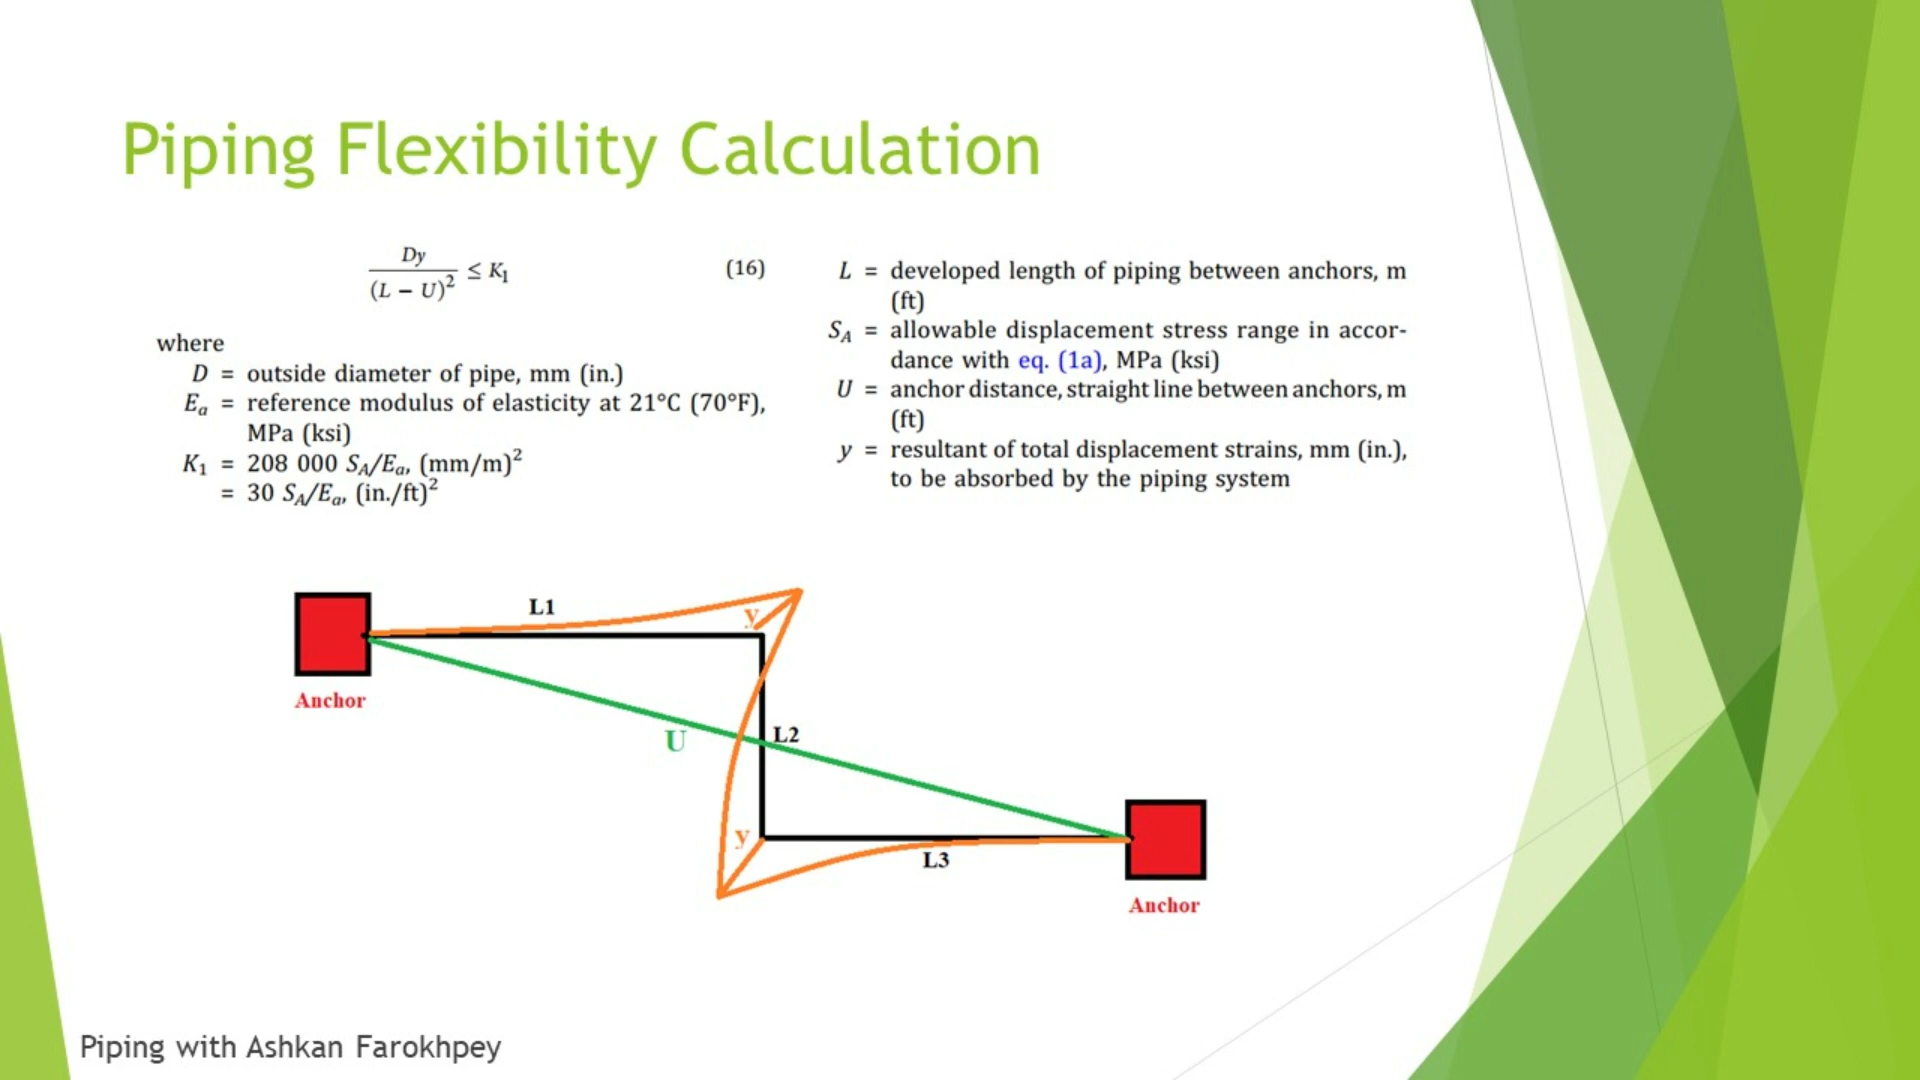 Piping Flexibility Calculation
Dy
(L − U)² ≤ K₁ (16)
where
D = outside diameter of pipe, mm (in.)
Eₐ = reference modulus of elasticity at 21°C (70°F),
MPa (ksi)
K₁ = 208 000 S_A/Eₐ, (mm/m)²
= 30 S_A/Eₐ, (in./ft)²
L = developed length of piping between anchors, m
(ft)
S_A = allowable displacement stress range in accor-
dance with eq. (1a), MPa (ksi)
U = anchor distance, straight line between anchors, m
(ft)
y = resultant of total displacement strains, mm (in.),
to be absorbed by the piping system
L1
y
Anchor
U
L2
y
L3
Anchor
Piping with Ashkan Farokhpey